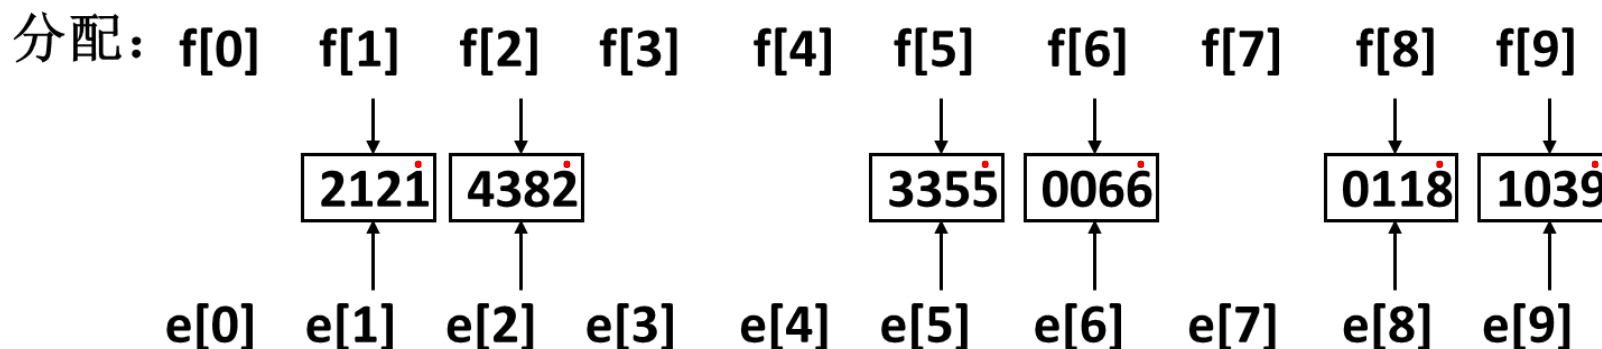 分配： f[0] f[1] f[2] f[3] f[4] f[5] f[6] f[7] f[8] f[9]
2121 4382 3355 0066 0118 1039
e[0] e[1] e[2] e[3] e[4] e[5] e[6] e[7] e[8] e[9]